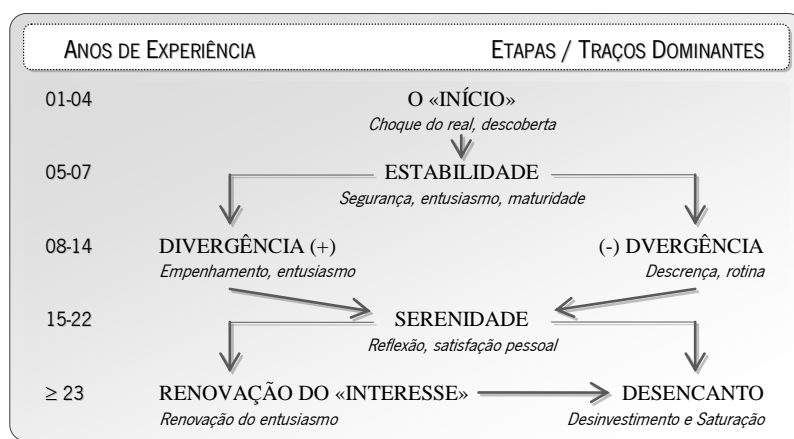 ANOS DE EXPERIÊNCIA ETAPAS / TRAÇOS DOMINANTES
01-04 O «INÍCIO»
Choque do real, descoberta
05-07 ESTABILIDADE
Segurança, entusiasmo, maturidade
08-14 DIVERGÊNCIA (+) (-) DVERGÊNCIA
Empenhamento, entusiasmo Descrença, rotina
15-22 SERENIDADE
Reflexão, satisfação pessoal
≥ 23 RENOVAÇÃO DO «INTERESSE» DESENCANTO
Renovação do entusiasmo Desinvestimento e Saturação